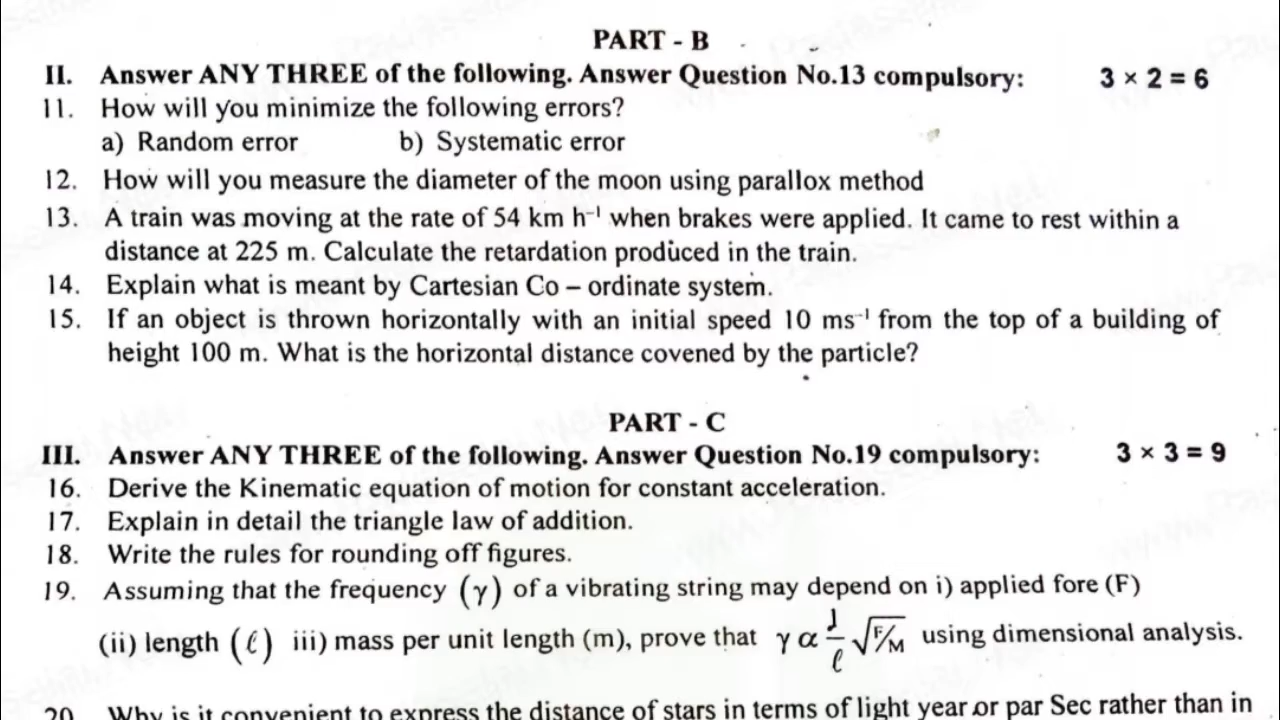 PART - B
II. Answer ANY THREE of the following. Answer Question No.13 compulsory: 3 × 2 = 6
11. How will you minimize the following errors?
a) Random error b) Systematic error
12. How will you measure the diameter of the moon using parallox method
13. A train was moving at the rate of 54 km h⁻¹ when brakes were applied. It came to rest within a
distance at 225 m. Calculate the retardation produced in the train.
14. Explain what is meant by Cartesian Co – ordinate system.
15. If an object is thrown horizontally with an initial speed 10 ms⁻¹ from the top of a building of
height 100 m. What is the horizontal distance covened by the particle?
PART - C
III. Answer ANY THREE of the following. Answer Question No.19 compulsory: 3 × 3 = 9
16. Derive the Kinematic equation of motion for constant acceleration.
17. Explain in detail the triangle law of addition.
18. Write the rules for rounding off figures.
19. Assuming that the frequency (γ) of a vibrating string may depend on i) applied fore (F)
(ii) length (ℓ) iii) mass per unit length (m), prove that γ α 1/ℓ √F/M using dimensional analysis.
20. Why is it convenient to express the distance of stars in terms of light year or par Sec rather than in